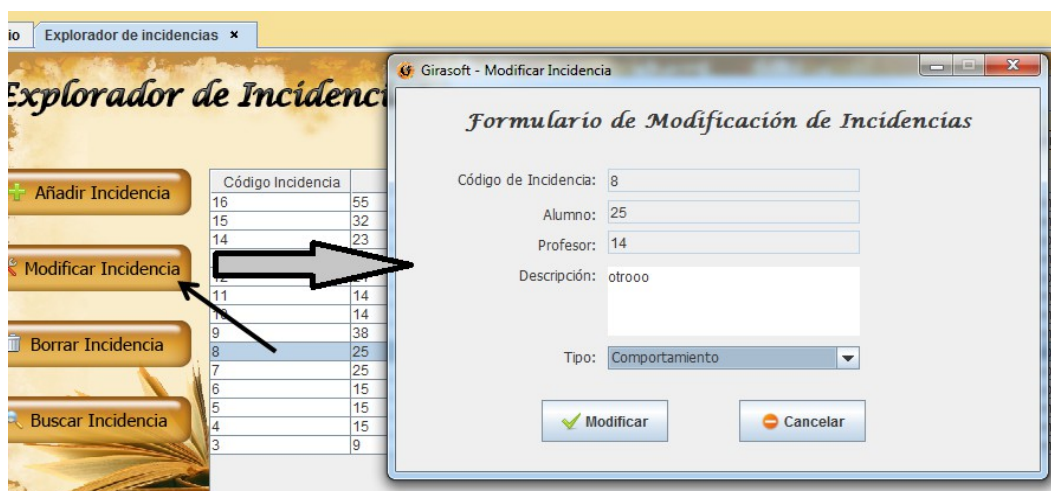 io Explorador de incidencias ×
Explorador de Incidenci
Añadir Incidencia
Modificar Incidencia
Borrar Incidencia
Buscar Incidencia
Código Incidencia
16 55
15 32
14 23
11 14
10 14
9 38
8 25
7 25
6 15
5 15
4 15
3 9
Girasoft - Modificar Incidencia
Formulario de Modificación de Incidencias
Código de Incidencia: 8
Alumno: 25
Profesor: 14
Descripción: otrooo
Tipo: Comportamiento
Modificar Cancelar